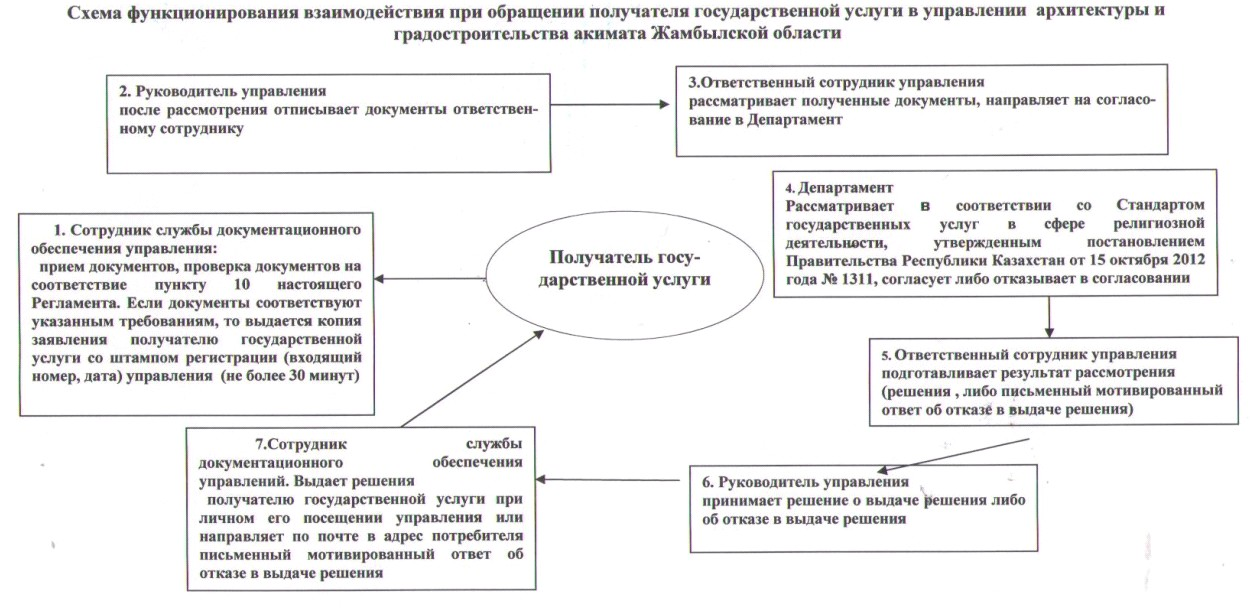 Схема функционирования взаимодействия при обращении получателя государственной услуги в управлении архитектуры и
градостроительства акимата Жамбылской области
2. Руководитель управления
после рассмотрения отписывает документы ответствен-
ному сотруднику
3.Ответственный сотрудник управления
рассматривает полученные документы, направляет на согласо-
вание в Департамент
4. Департамент
Рассматривает в соответствии со Стандартом
государственных услуг в сфере религиозной
деятельности, утвержденным постановлением
Правительства Республики Казахстан от 15 октября 2012
года № 1311, согласует либо отказывает в согласовании
1. Сотрудник службы документационного
обеспечения управления:
прием документов, проверка документов на
соответствие пункту 10 настоящего
Регламента. Если документы соответствуют
указанным требованиям, то выдается копия
заявления получателю государственной
услуги со штампом регистрации (входящий
номер, дата) управления (не более 30 минут)
Получатель госу-
дарственной услуги
5. Ответственный сотрудник управления
подготавливает результат рассмотрения
(решения , либо письменный мотивированный
ответ об отказе в выдаче решения)
7.Сотрудник службы
документационного обеспечения
управлений. Выдает решения
получателю государственной услуги при
личном его посещении управления или
направляет по почте в адрес потребителя
письменный мотивированный ответ об
отказе в выдаче решения
6. Руководитель управления
принимает решение о выдаче решения либо
об отказе в выдаче решения